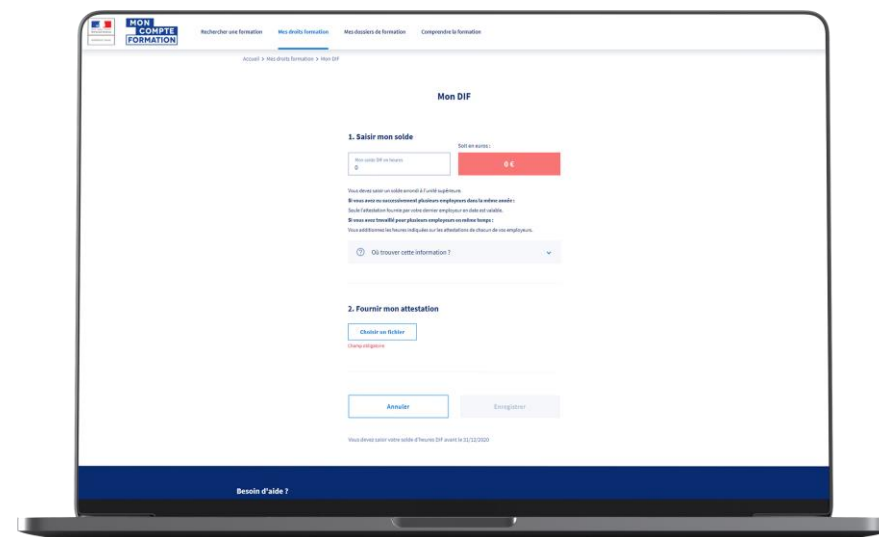 MON
COMPTE
FORMATION
Rechercher une formation
Mes droits formation
Mes dossiers de formation
Comprendre la formation
Accueil > Mes droits formation > Mon DIF
Mon DIF
1. Saisir mon solde
Soit en euros :
Mon solde DIF en heures
0
0 €
Vous devez saisir un solde arrondi à l'unité supérieure
Si vous avez eu successivement plusieurs employeurs dans la même année :
Seule l'attestation fournie par votre dernier employeur en date est valable.
Si vous avez travaillé pour plusieurs employeurs en même temps :
Vous additionnez les heures indiquées sur les attestations de chacun de vos employeurs.
Où trouver cette information ?
2. Fournir mon attestation
Choisir un fichier
Champ obligatoire
Annuler
Enregistrer
Vous devez saisir votre solde d'heures DIF avant le 31/12/2020
Besoin d'aide ?